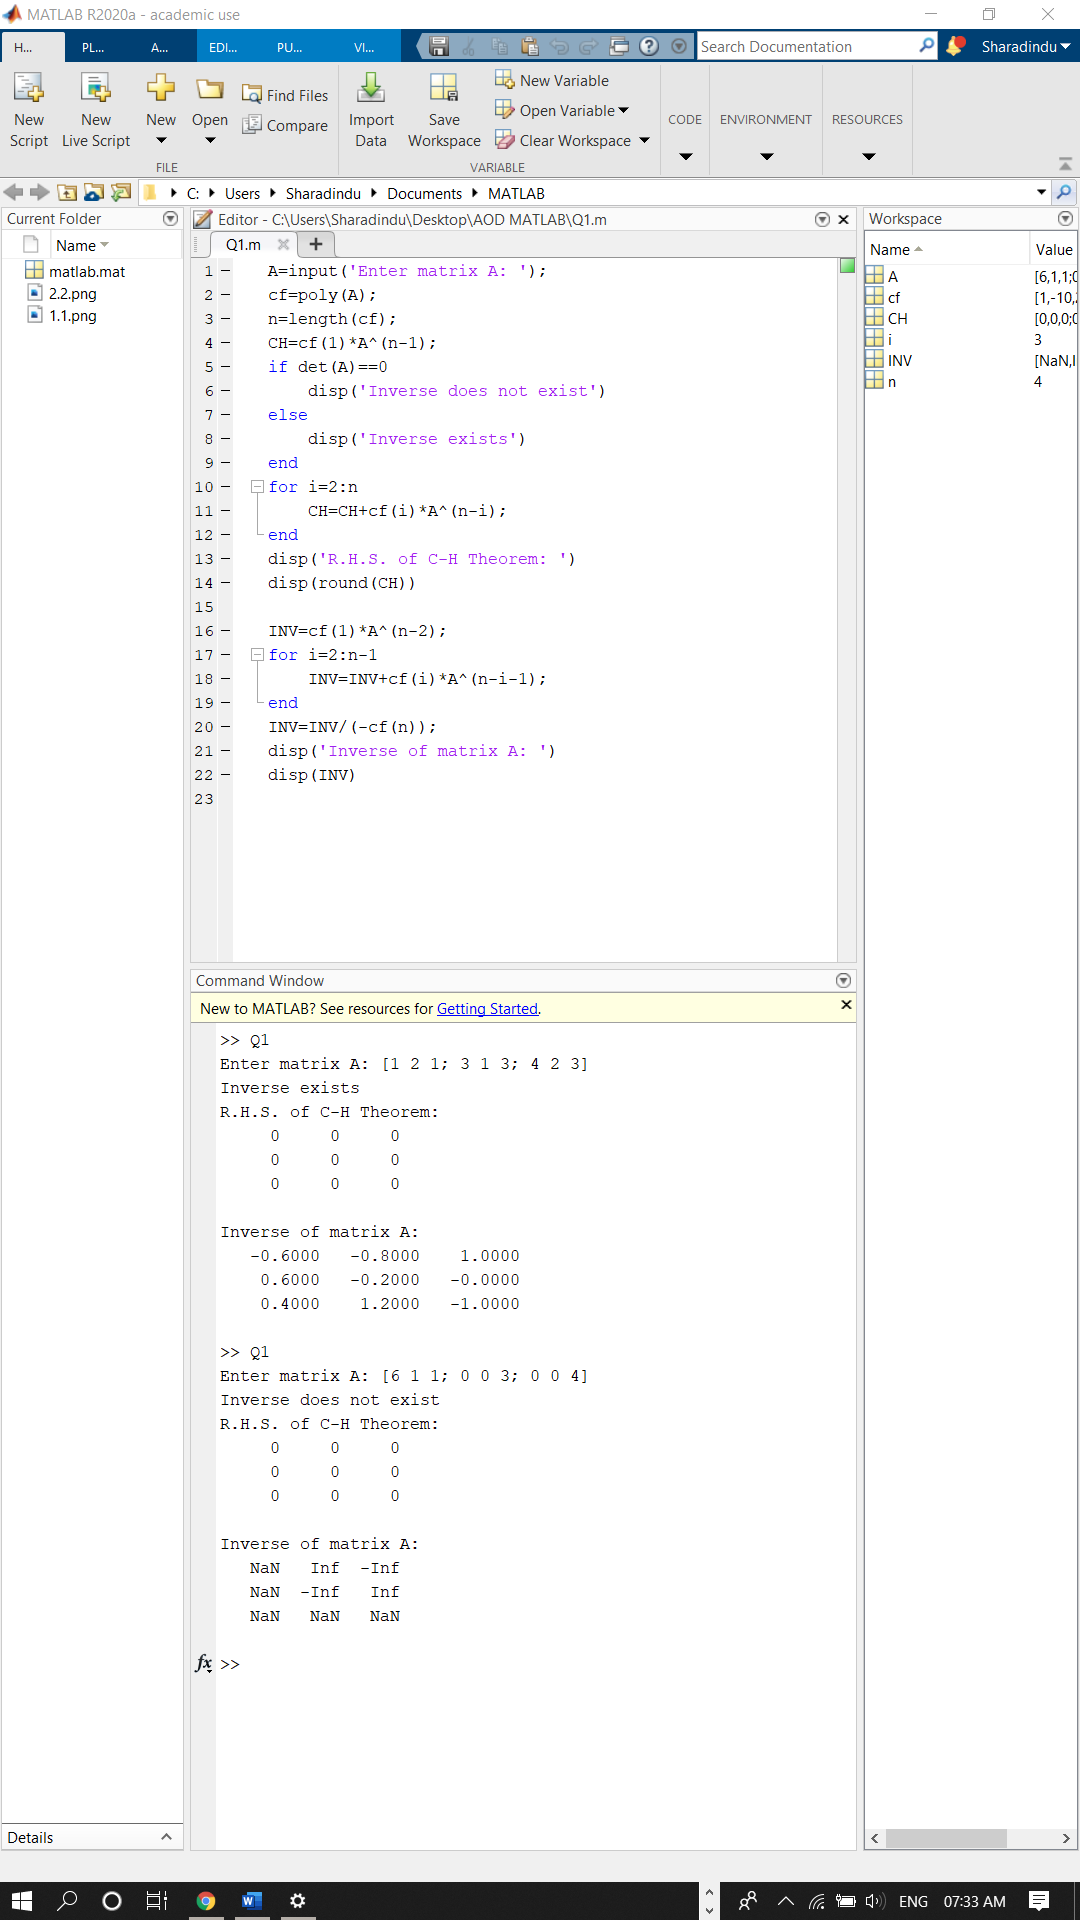 MATLAB R2020a - academic use
H... PL... A... EDI... PU... VI... Search Documentation Sharadindu
New Script
New Live Script
New
Open
Find Files
Compare
FILE
Import Data
Save Workspace
New Variable
Open Variable
Clear Workspace
VARIABLE
CODE
ENVIRONMENT
RESOURCES
C: Users Sharadindu Documents MATLAB
Current Folder
Name
matlab.mat
2.2.png
1.1.png
Details
Editor - C:\Users\Sharadindu\Desktop\AOD MATLAB\Q1.m
Q1.m
1 - A=input('Enter matrix A: ');
2 - cf=poly(A);
3 - n=length(cf);
4 - CH=cf(1)*A^(n-1);
5 - if det(A)==0
6 - disp('Inverse does not exist')
7 - else
8 - disp('Inverse exists')
9 - end
10 - for i=2:n
11 - CH=CH+cf(i)*A^(n-i);
12 - end
13 - disp('R.H.S. of C-H Theorem: ')
14 - disp(round(CH))
15
16 - INV=cf(1)*A^(n-2);
17 - for i=2:n-1
18 - INV=INV+cf(i)*A^(n-i-1);
19 - end
20 - INV=INV/(-cf(n));
21 - disp('Inverse of matrix A: ')
22 - disp(INV)
23
Command Window
New to MATLAB? See resources for Getting Started.
>> Q1
Enter matrix A: [1 2 1; 3 1 3; 4 2 3]
Inverse exists
R.H.S. of C-H Theorem:
0 0 0
0 0 0
0 0 0
Inverse of matrix A:
-0.6000 -0.8000 1.0000
0.6000 -0.2000 -0.0000
0.4000 1.2000 -1.0000
>> Q1
Enter matrix A: [6 1 1; 0 0 3; 0 0 4]
Inverse does not exist
R.H.S. of C-H Theorem:
0 0 0
0 0 0
0 0 0
Inverse of matrix A:
NaN Inf -Inf
NaN -Inf Inf
NaN NaN NaN
fx >>
Workspace
Name Value
A [6,1,1;0
cf [1,-10,
CH [0,0,0;0
i 3
INV [NaN,I
n 4
ENG 07:33 AM